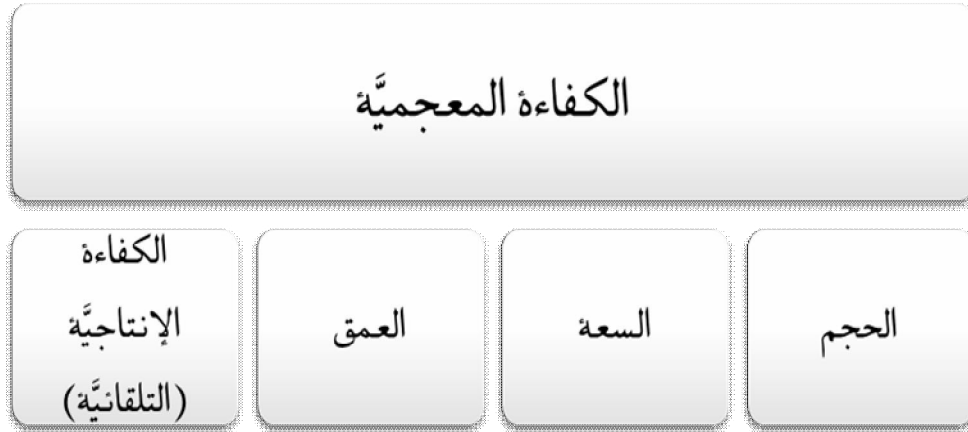 الكفاءة المعجميَّة
الحجم
السعة
العمق
الكفاءة
الإنتاجيَّة
(التلقائيَّة)